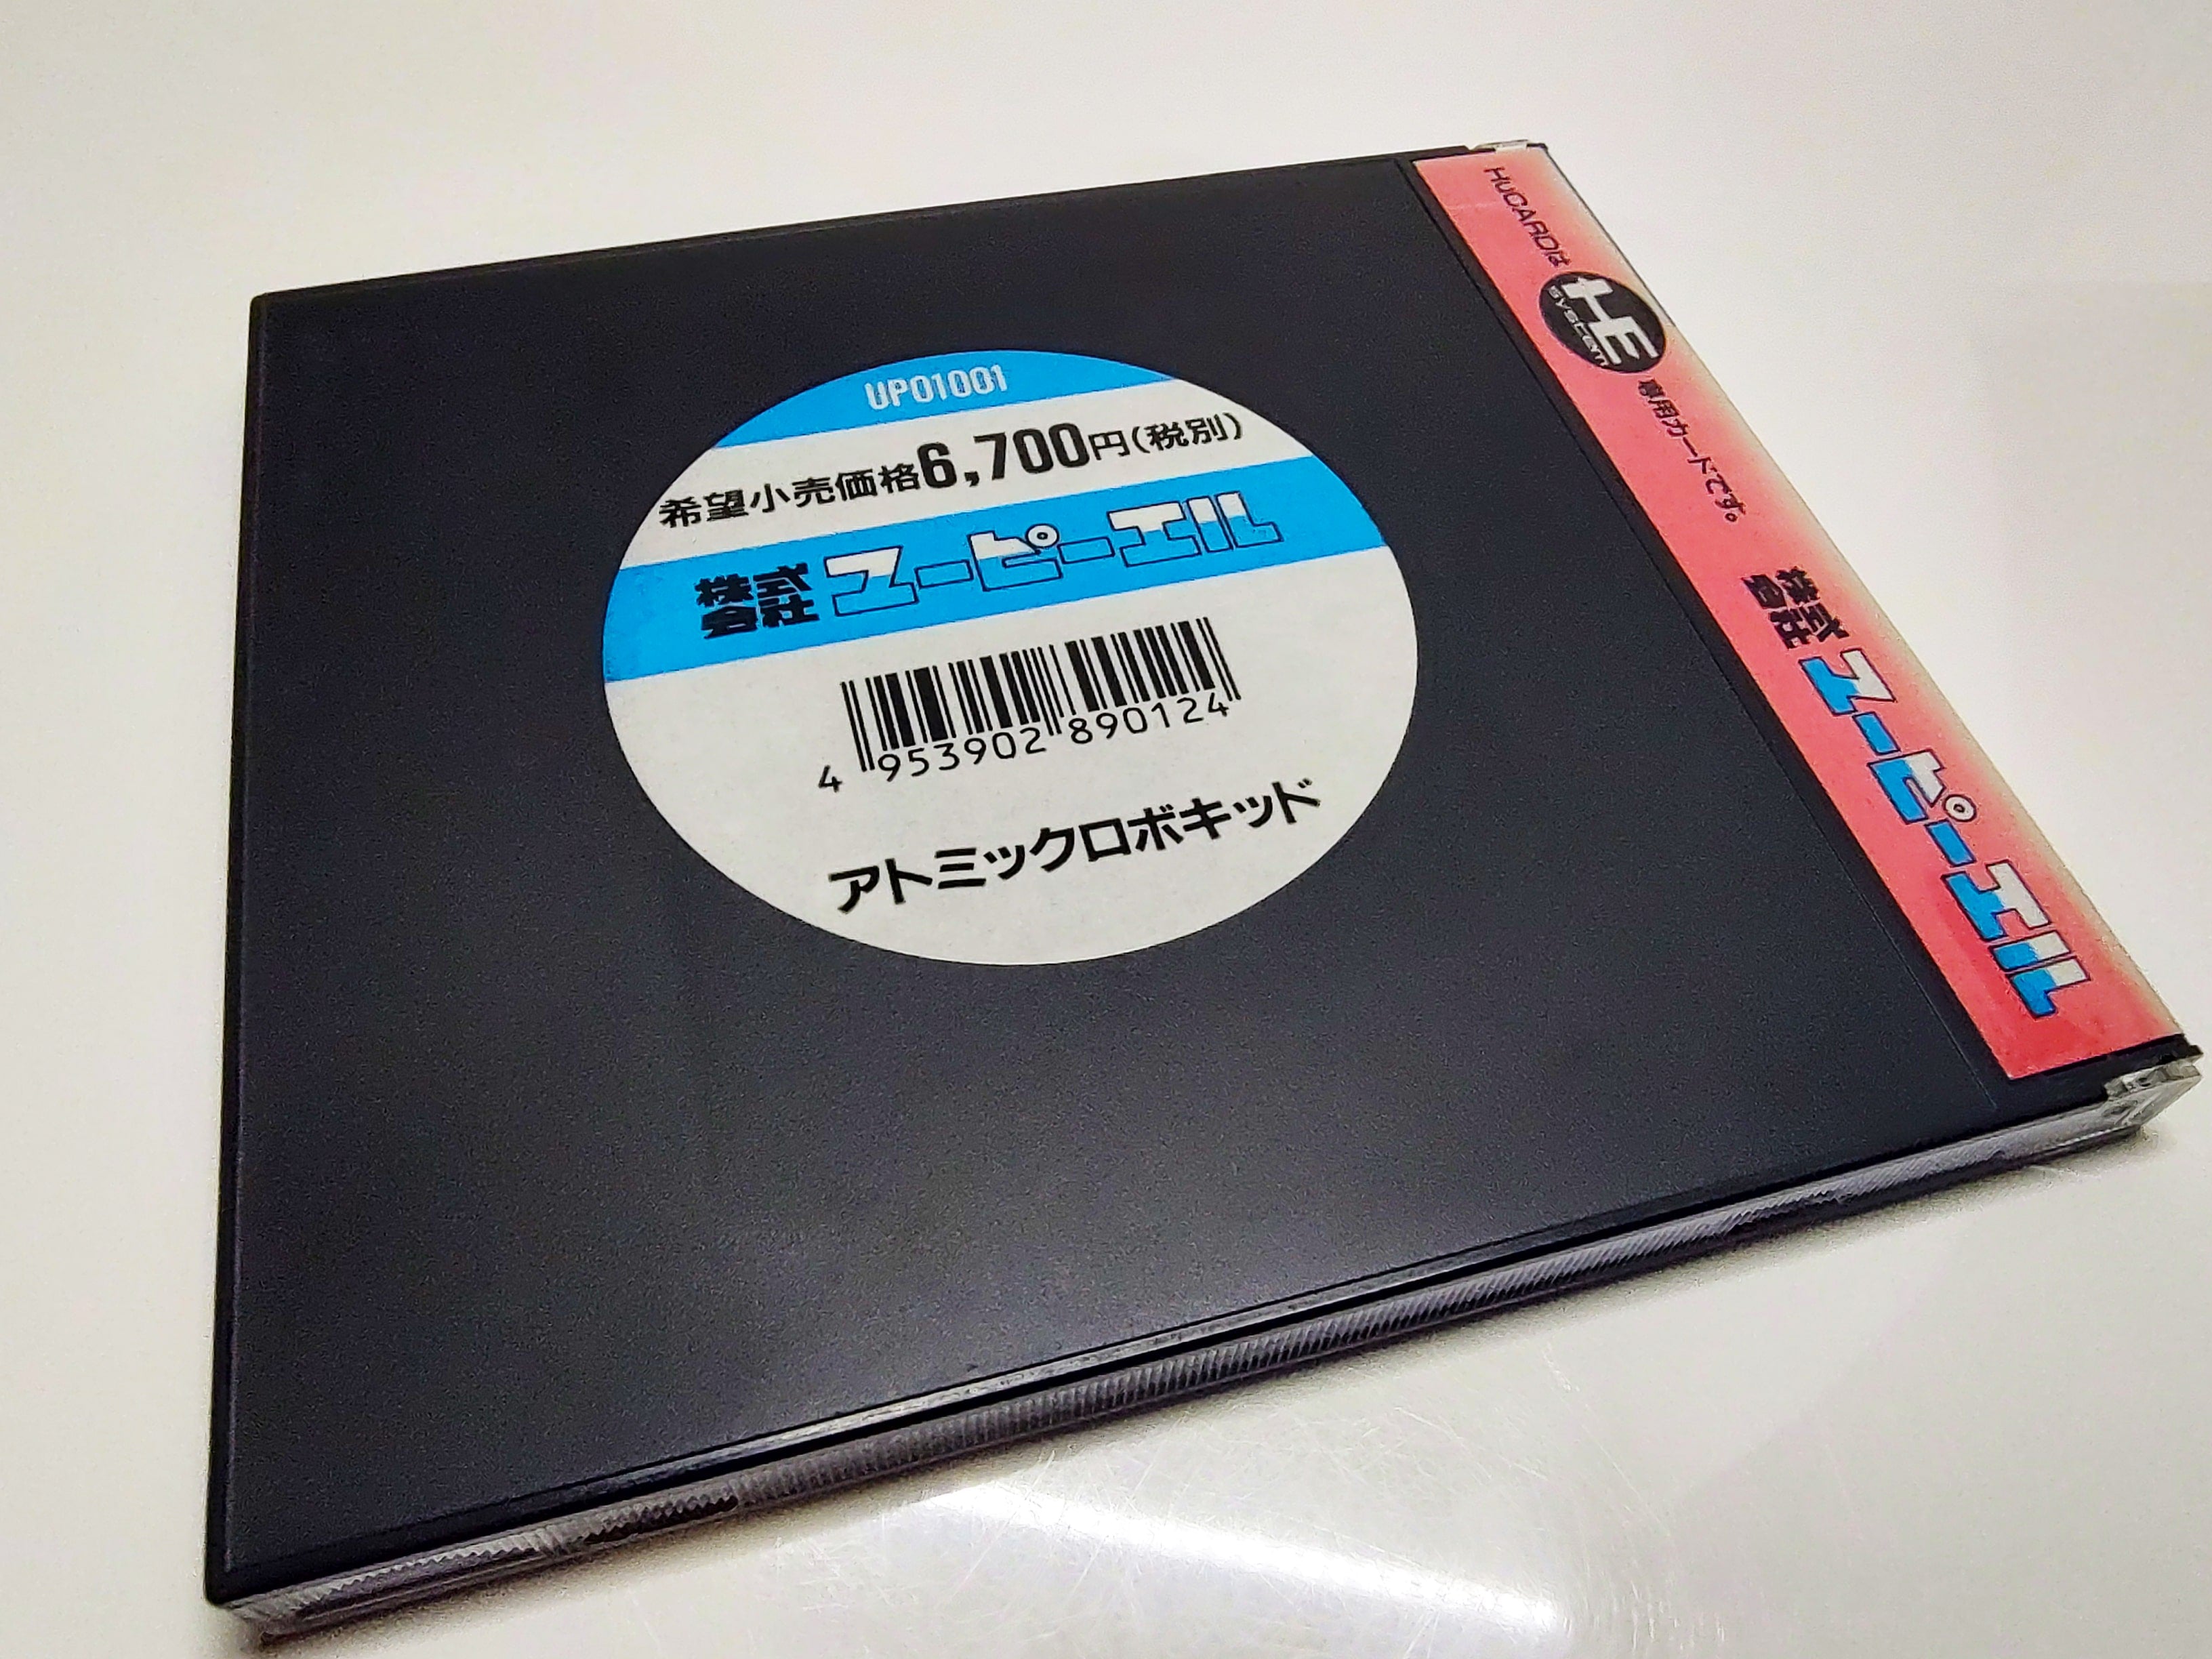 UP01001
希望小売価格6,700円(税別)
株式会社 ユーピーエル
4 953902 890124
アトミックロボキッド
HuCARDは HE system 専用カードです。
株式会社 ユーピーエル